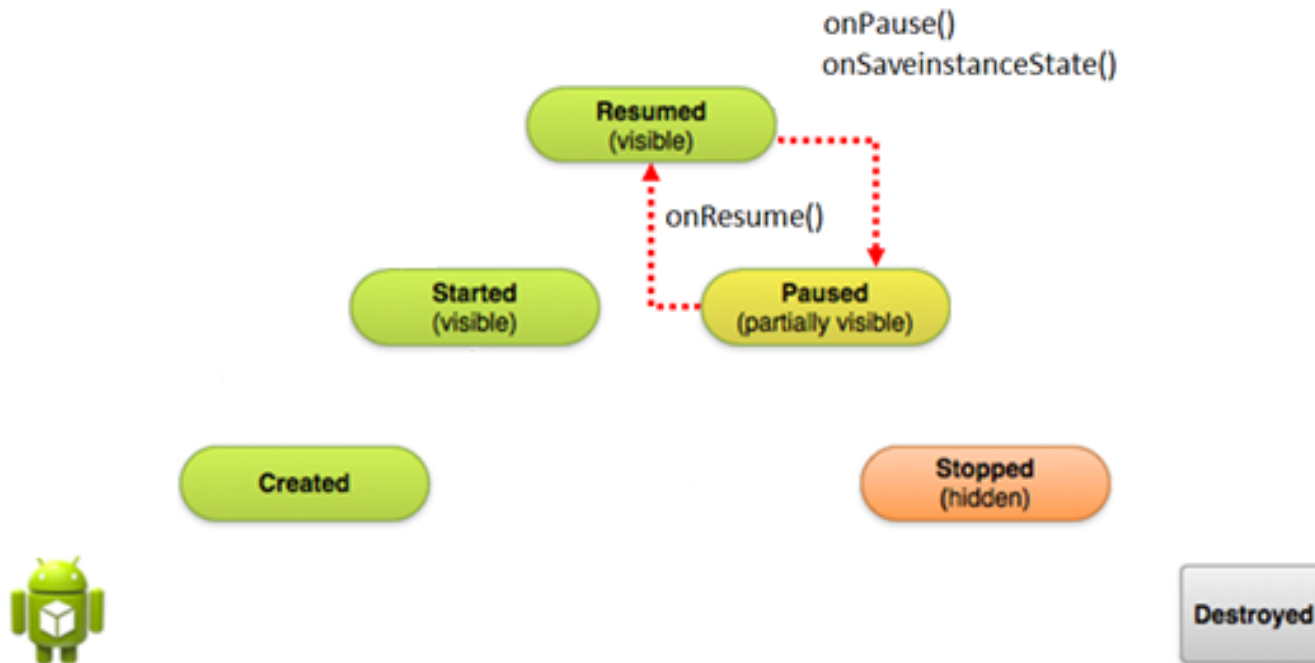 onPause()
onSaveinstanceState()
Resumed
(visible)
onResume()
Started
(visible)
Paused
(partially visible)
Created
Stopped
(hidden)
Destroyed